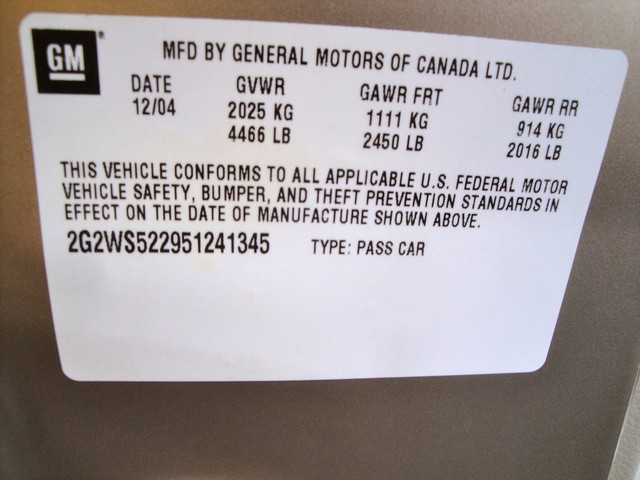 GM
MFD BY GENERAL MOTORS OF CANADA LTD.
DATE GVWR GAWR FRT GAWR RR
12/04 2025 KG 1111 KG 914 KG
4466 LB 2450 LB 2016 LB
THIS VEHICLE CONFORMS TO ALL APPLICABLE U.S. FEDERAL MOTOR
VEHICLE SAFETY, BUMPER, AND THEFT PREVENTION STANDARDS IN
EFFECT ON THE DATE OF MANUFACTURE SHOWN ABOVE.
2G2WS522951241345 TYPE: PASS CAR